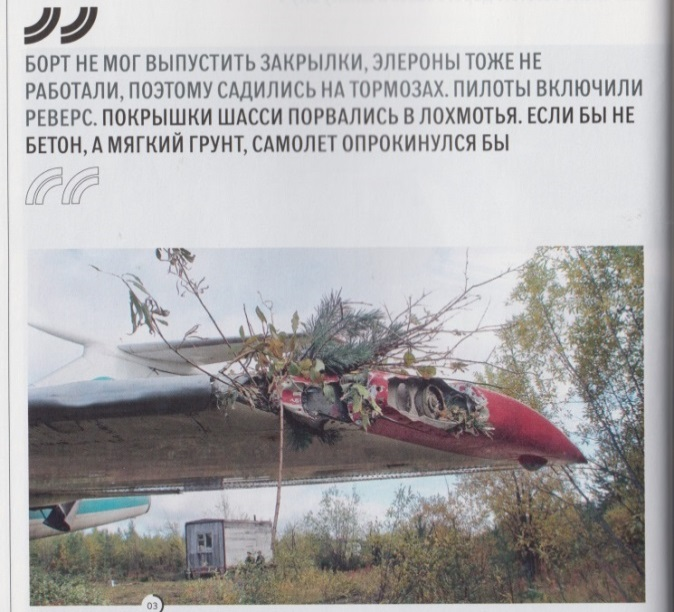 БОРТ НЕ МОГ ВЫПУСТИТЬ ЗАКРЫЛКИ, ЭЛЕРОНЫ ТОЖЕ НЕ
РАБОТАЛИ, ПОЭТОМУ САДИЛИСЬ НА ТОРМОЗАХ. ПИЛОТЫ ВКЛЮЧИЛИ
РЕВЕРС. ПОКРЫШКИ ШАССИ ПОРВАЛИСЬ В ЛОХМОТЬЯ. ЕСЛИ БЫ НЕ
БЕТОН, А МЯГКИЙ ГРУНТ, САМОЛЕТ ОПРОКИНУЛСЯ БЫ
03